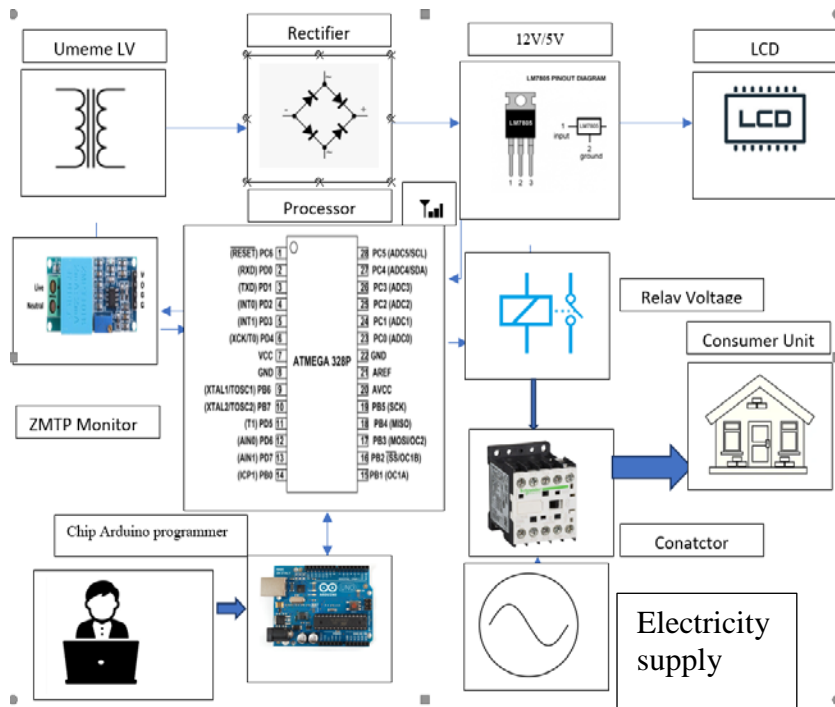 Umeme LV
Rectifier
12V/5V
LCD
- +
LM7805 PINOUT DIAGRAM
LM7805
LM7805
1
input
2
ground
1 2 3
LCD
Processor
(RESET) PC6 1
(RXD) PD0 2
(TXD) PD1 3
(INT0) PD2 4
(INT1) PD3 5
(XCK/T0) PD4 6
VCC 7
GND 8
(XTAL1/TOSC1) PB6 9
(XTAL2/TOSC2) PB7 10
(T1) PD5 11
(AIN0) PD6 12
(AIN1) PD7 13
(ICP1) PB0 14
ATMEGA 328P
28 PC5 (ADC5/SCL)
27 PC4 (ADC4/SDA)
26 PC3 (ADC3)
25 PC2 (ADC2)
24 PC1 (ADC1)
23 PC0 (ADC0)
22 GND
21 AREF
20 AVCC
19 PB5 (SCK)
18 PB4 (MISO)
17 PB3 (MOSI/OC2)
16 PB2 (SS/OC1B)
15 PB1 (OC1A)
Live
Neutral
ZMTP Monitor
Relay Voltage
Consumer Unit
Conatctor
Chip Arduino programmer
Electricity
supply